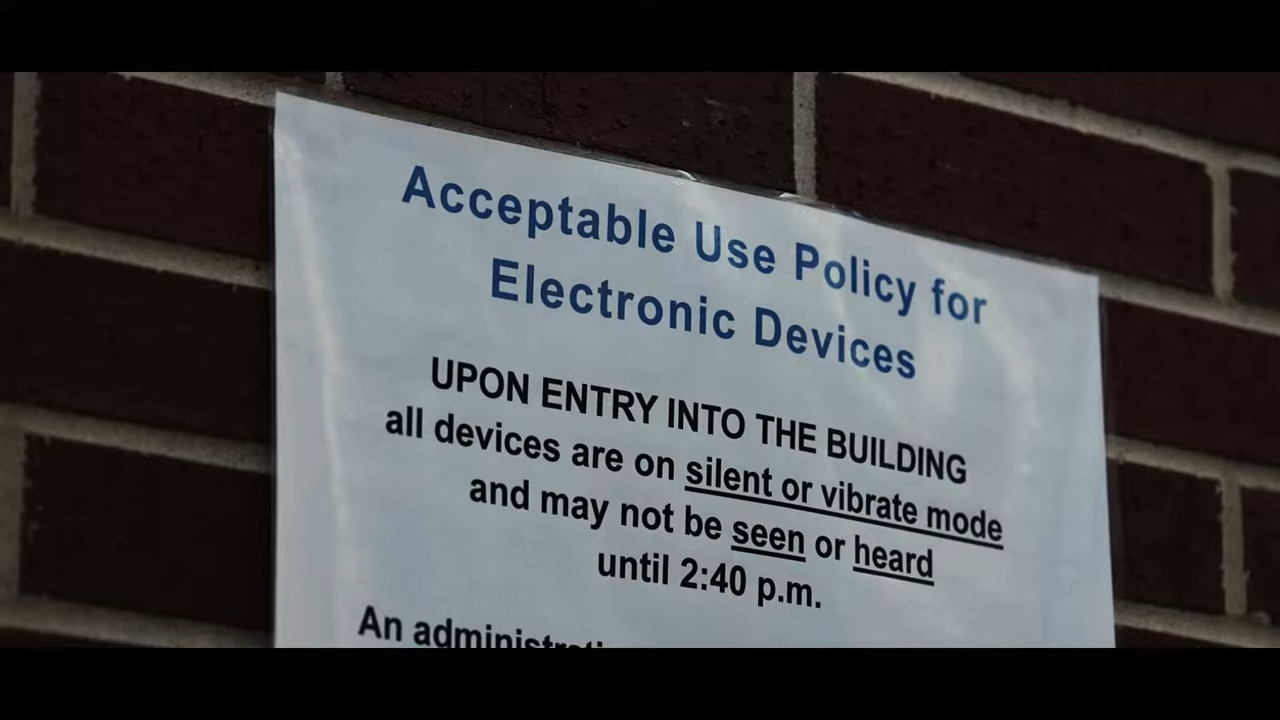 Acceptable Use Policy for
Electronic Devices
UPON ENTRY INTO THE BUILDING
all devices are on silent or vibrate mode
and may not be seen or heard
until 2:40 p.m.
An